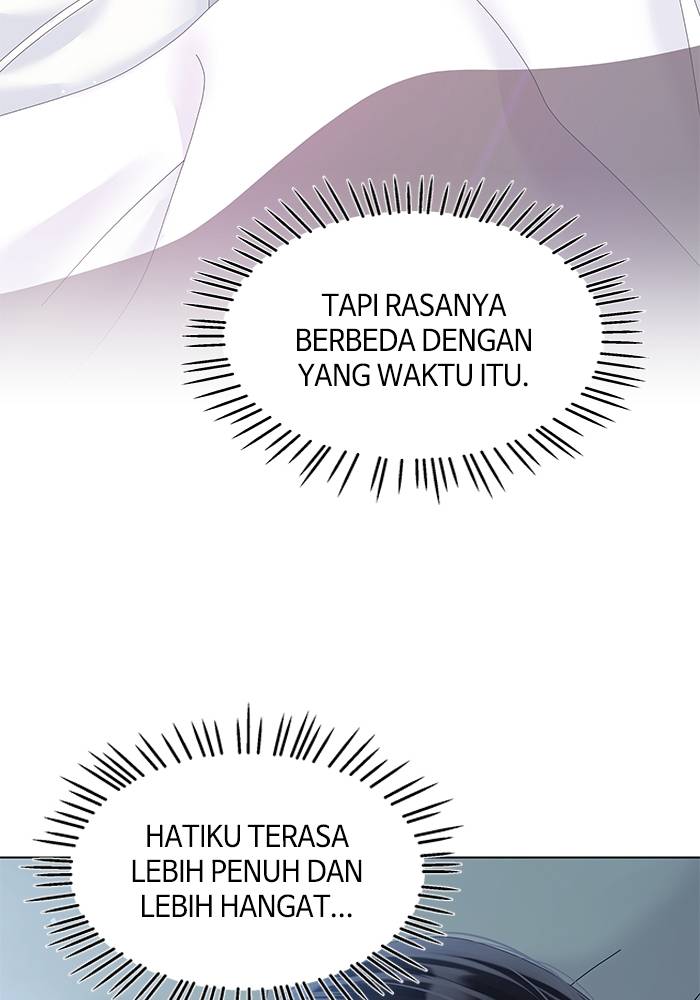 TAPI RASANYA
BERBEDA DENGAN
YANG WAKTU ITU.
HATIKU TERASA
LEBIH PENUH DAN
LEBIH HANGAT...